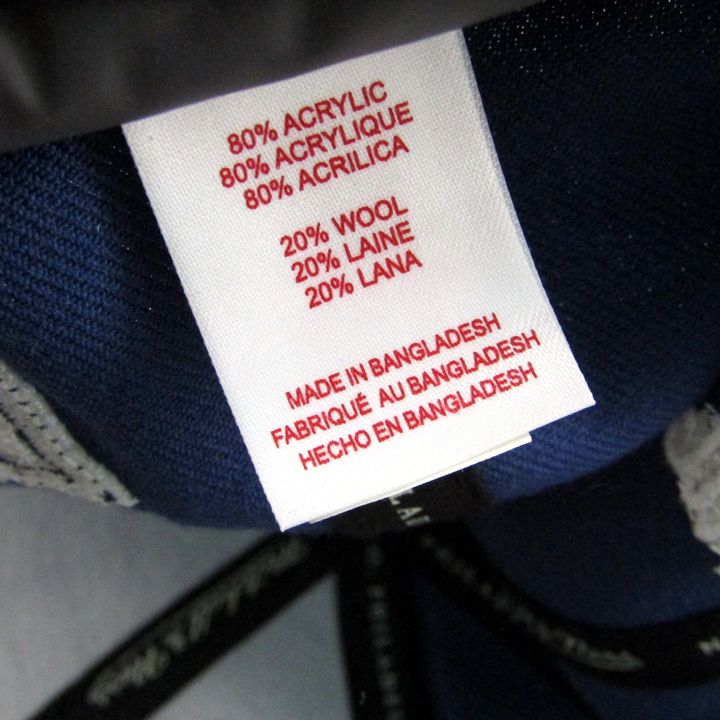 80% ACRYLIC
80% ACRYLIQUE
80% ACRILICA
20% WOOL
20% LAINE
20% LANA
MADE IN BANGLADESH
FABRIQUÉ AU BANGLADESH
HECHO EN BANGLADESH